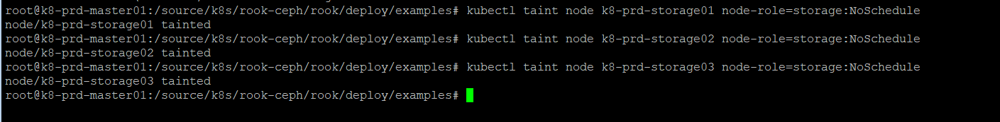 root@k8-prd-master01:/source/k8s/rook-ceph/rook/deploy/examples# kubectl taint node k8-prd-storage01 node-role=storage:NoSchedule
node/k8-prd-storage01 tainted
root@k8-prd-master01:/source/k8s/rook-ceph/rook/deploy/examples# kubectl taint node k8-prd-storage02 node-role=storage:NoSchedule
node/k8-prd-storage02 tainted
root@k8-prd-master01:/source/k8s/rook-ceph/rook/deploy/examples# kubectl taint node k8-prd-storage03 node-role=storage:NoSchedule
node/k8-prd-storage03 tainted
root@k8-prd-master01:/source/k8s/rook-ceph/rook/deploy/examples#